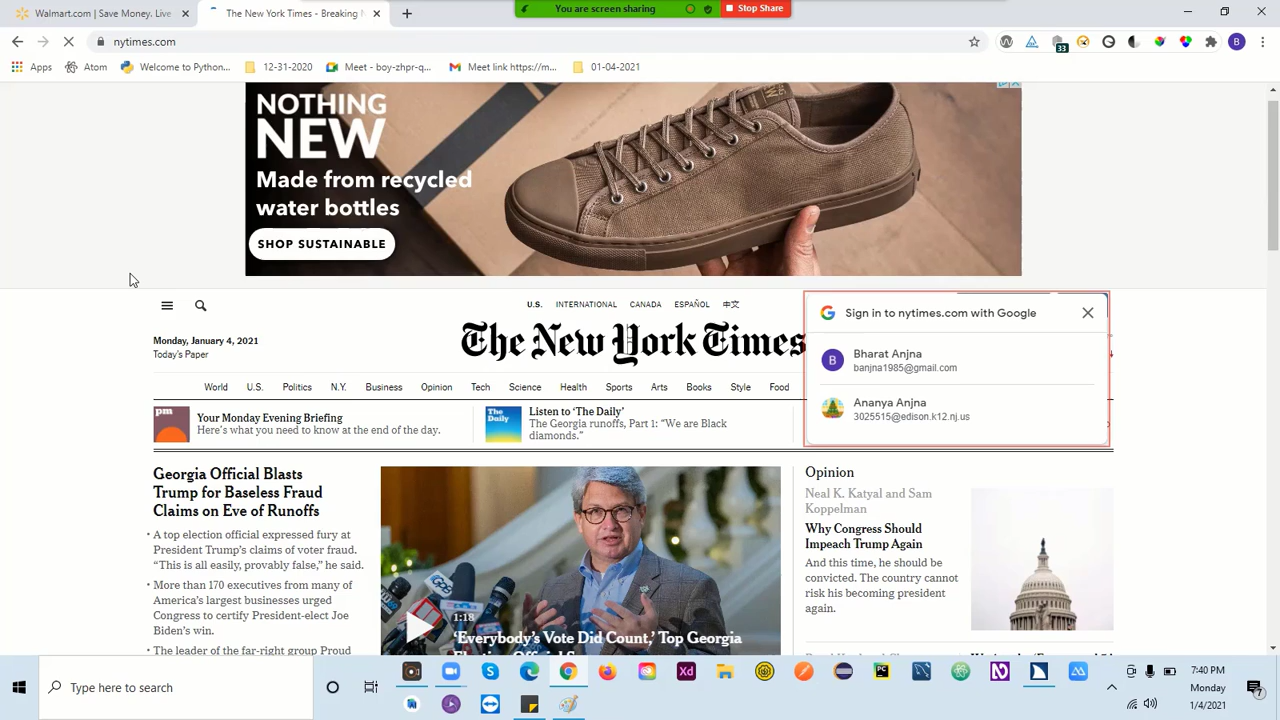 Walmart.com | Save Money. Live
The New York Times - Breaking N
You are screen sharing
Stop Share
nytimes.com
33
B
Apps
Atom
Welcome to Python...
12-31-2020
Meet - boy-zhpr-q...
Meet link https://m...
01-04-2021
NOTHING
NEW
Made from recycled
water bottles
SHOP SUSTAINABLE
U.S.
INTERNATIONAL
CANADA
ESPAÑOL
中文
Monday, January 4, 2021
Today's Paper
The New York Times
Sign in to nytimes.com with Google
B
Bharat Anjna
banjna1985@gmail.com
Ananya Anjna
3025515@edison.k12.nj.us
World
U.S.
Politics
N.Y.
Business
Opinion
Tech
Science
Health
Sports
Arts
Books
Style
Food
pm
Your Monday Evening Briefing
Here's what you need to know at the end of the day.
The
Daily
Listen to 'The Daily'
The Georgia runoffs, Part 1: “We are Black
diamonds.”
Georgia Official Blasts
Trump for Baseless Fraud
Claims on Eve of Runoffs
• A top election official expressed fury at
President Trump's claims of voter fraud.
“This is all easily, provably false,” he said.
• More than 170 executives from many of
America's largest businesses urged
Congress to certify President-elect Joe
Biden's win.
• The leader of the far-right group Proud
1:18
‘Everybody's Vote Did Count,’ Top Georgia
Opinion
Neal K. Katyal and Sam
Koppelman
Why Congress Should
Impeach Trump Again
And this time, he should be
convicted. The country cannot
risk his becoming president
again.
Type here to search
Xd
PC
7:40 PM
Monday
1/4/2021
7